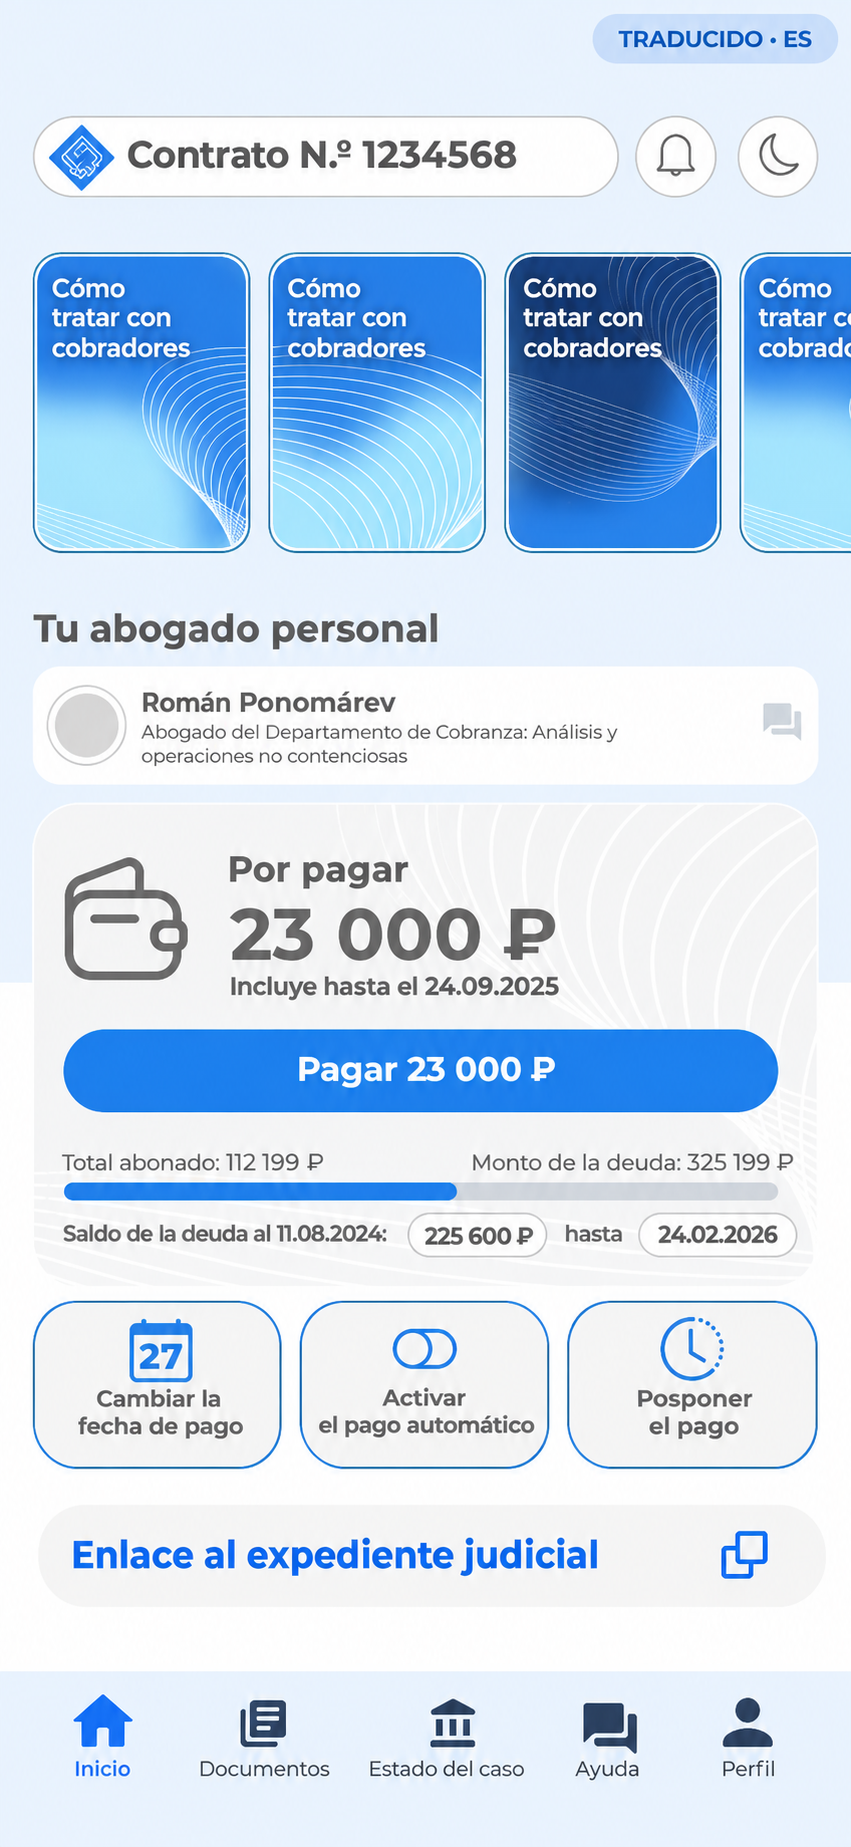 TRADUCIDO • ES
Contrato N.º 1234568
Cómo
tratar con
cobradores
Cómo
tratar con
cobradores
Cómo
tratar con
cobradores
Cómo
tratar c
cobrad
Tu abogado personal
Román Ponomárev
Abogado del Departamento de Cobranza: Análisis y
operaciones no contenciosas
Por pagar
23 000 ₽
Incluye hasta el 24.09.2025
Pagar 23 000 ₽
Total abonado: 112 199 ₽ Monto de la deuda: 325 199 ₽
Saldo de la deuda al 11.08.2024: 225 600 ₽ hasta 24.02.2026
27
Cambiar la
fecha de pago
Activar
el pago automático
Posponer
el pago
Enlace al expediente judicial
Inicio Documentos Estado del caso Ayuda Perfil